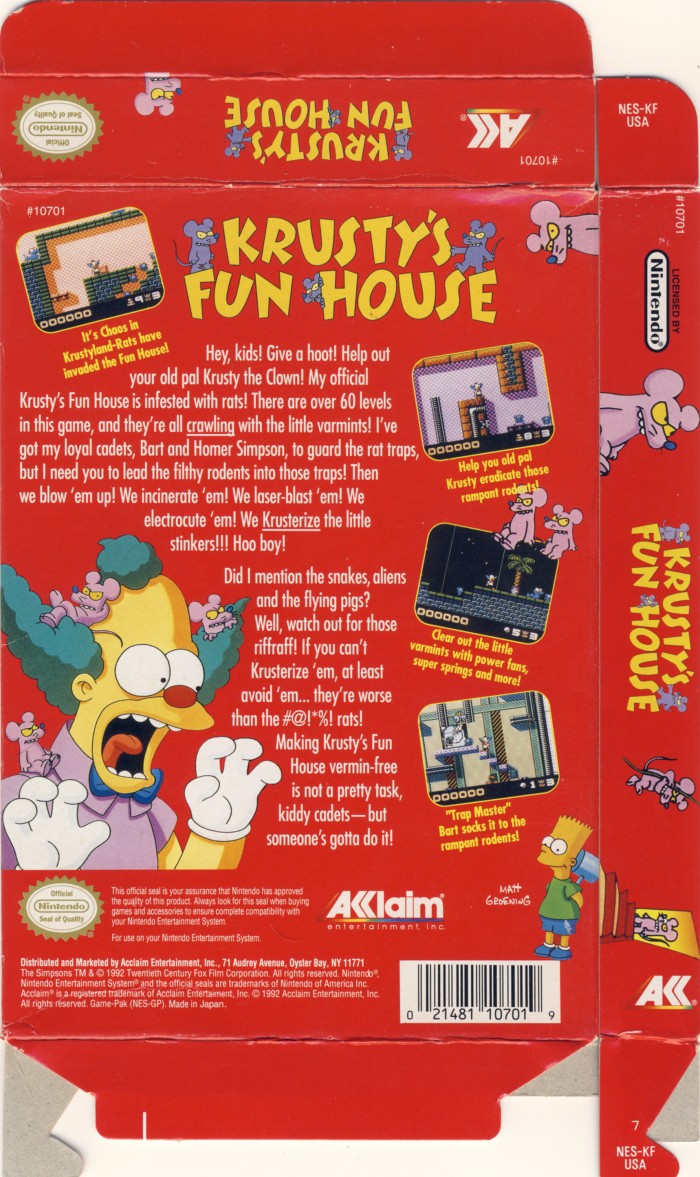 Official
Nintendo
Seal of Quality
KRUSTY'S
FUN HOUSE
#10701
NES-KF
USA
#10701
KRUSTY'S
FUN HOUSE
000000
It's Chaos in
Krustyland-Rats have
invaded the Fun House!
Hey, kids! Give a hoot! Help out
your old pal Krusty the Clown! My official
Krusty's Fun House is infested with rats! There are over 60 levels
in this game, and they're all crawling with the little varmints! I've
got my loyal cadets, Bart and Homer Simpson, to guard the rat traps,
but I need you to lead the filthy rodents into those traps! Then
we blow 'em up! We incinerate 'em! We laser-blast 'em! We
electrocute 'em! We Krusterize the little
stinkers!!! Hoo boy!
Did I mention the snakes, aliens
and the flying pigs?
Well, watch out for those
riffraff! If you can't
Krusterize 'em, at least
avoid 'em... they're worse
than the #@!*%! rats!
Making Krusty's Fun
House vermin-free
is not a pretty task,
kiddy cadets—but
someone's gotta do it!
000000
Help you old pal
Krusty eradicate those
rampant rodents!
000000
Clear out the little
varmints with power fans,
super springs and more!
000000
"Trap Master"
Bart socks it to the
rampant rodents!
MATT
GROENING
Official
Nintendo
Seal of Quality
This official seal is your assurance that Nintendo has approved
the quality of this product. Always look for this seal when buying
games and accessories to ensure complete compatibility with
your Nintendo Entertainment System.
For use on your Nintendo Entertainment System.
AKKlaim®
entertainment, inc.
Distributed and Marketed by Acclaim Entertainment, Inc., 71 Audrey Avenue, Oyster Bay, NY 11771
The Simpsons TM & © 1992 Twentieth Century Fox Film Corporation. All rights reserved. Nintendo®,
Nintendo Entertainment System® and the official seals are trademarks of Nintendo of America Inc.
Acclaim® is a registered trademark of Acclaim Entertaiment, Inc. © 1992 Acclaim Entertainment, Inc.
All rights reserved. Game-Pak (NES-GP). Made in Japan.
0 21481 10701 9
#10701
LICENSED BY
Nintendo®
KRUSTY'S
FUN HOUSE
7
NES-KF
USA